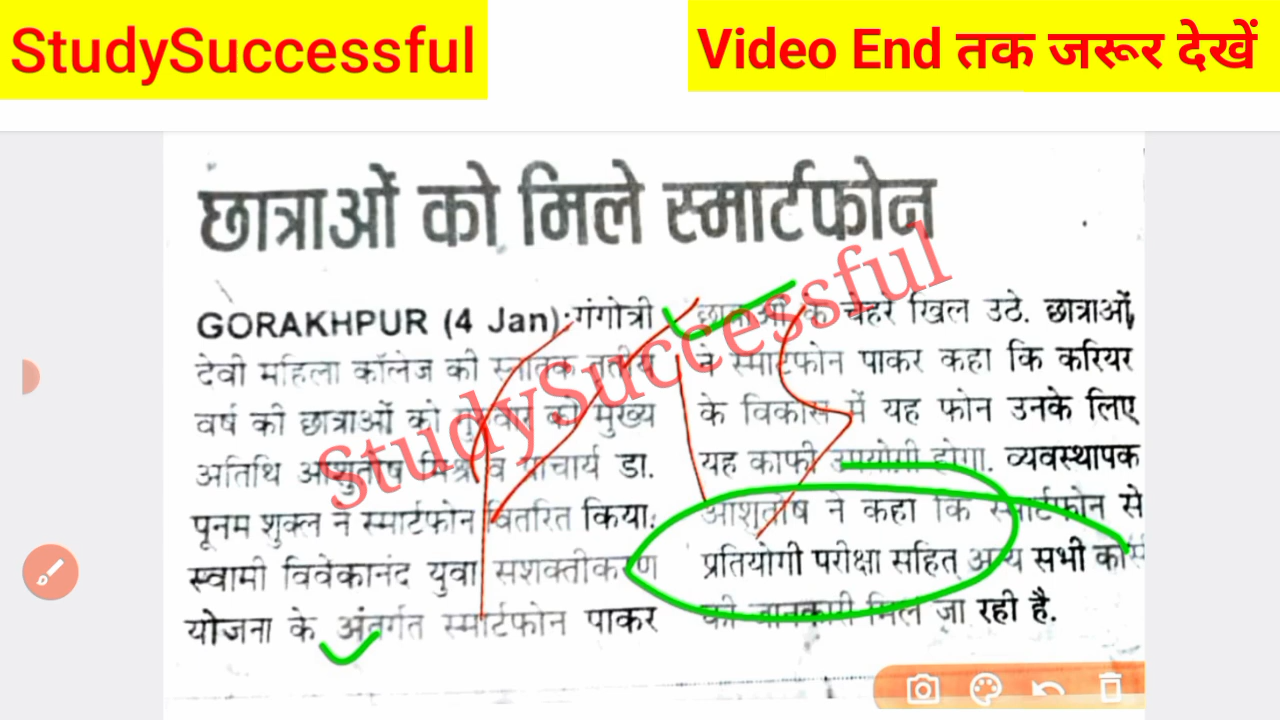 StudySuccessful
Video End तक जरूर देखें
छात्राओं को मिले स्मार्टफोन
GORAKHPUR (4 Jan): गंगोत्री
देवी महिला कॉलेज की स्नातक तृतीय
वर्ष की छात्राओं को गुरुवार को मुख्य
अतिथि आशुतोष मिश्रा व प्राचार्य डा.
पूनम शुक्ल ने स्मार्टफोन वितरित किया.
स्वामी विवेकानंद युवा सशक्तीकरण
योजना के अंतर्गत स्मार्टफोन पाकर
छात्राओं के चेहरे खिल उठे. छात्राओं
ने स्मार्टफोन पाकर कहा कि करियर
के विकास में यह फोन उनके लिए
यह काफी उपयोगी होगा. व्यवस्थापक
आशुतोष ने कहा कि स्मार्टफोन से
प्रतियोगी परीक्षा सहित अन्य सभी
की जानकारी मिल जा रही है.
StudySuccessful